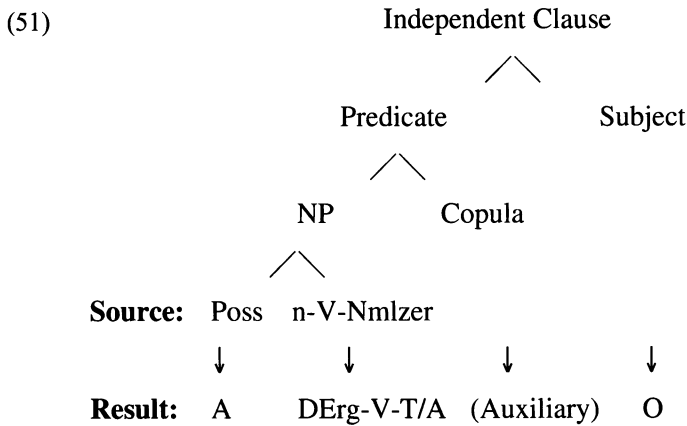 (51) Independent Clause
Predicate Subject
NP Copula
Source: Poss n-V-Nmlzer
↓ ↓ ↓ ↓
Result: A DErg-V-T/A (Auxiliary) O